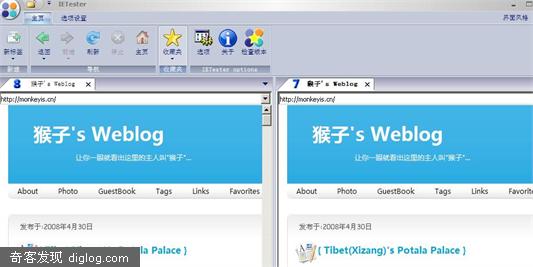 IETester
主页 选项设置 界面风格
新标签 退回 前进 刷新 停止 主页 收藏夹 选项 关于 检查版本
新建 导航 收藏夹 IETester options
8 猴子's Weblog
7 猴子's Weblog
http://monkeyis.cn/
http://monkeyis.cn/
猴子's Weblog
猴子's Weblog
让你一眼就看出这里的主人叫"猴子"...
让你一眼就看出这里的主人叫"猴子"...
About Photo GuestBook Tags Links Favorites
About Photo GuestBook Tags Links
发布于:2008年4月30日
发布于:2008年4月30日
{ Tibet(Xizang)'s Potala Palace }
{ Tibet(Xizang)'s Potala Palace }
奇客发现 diglog.com